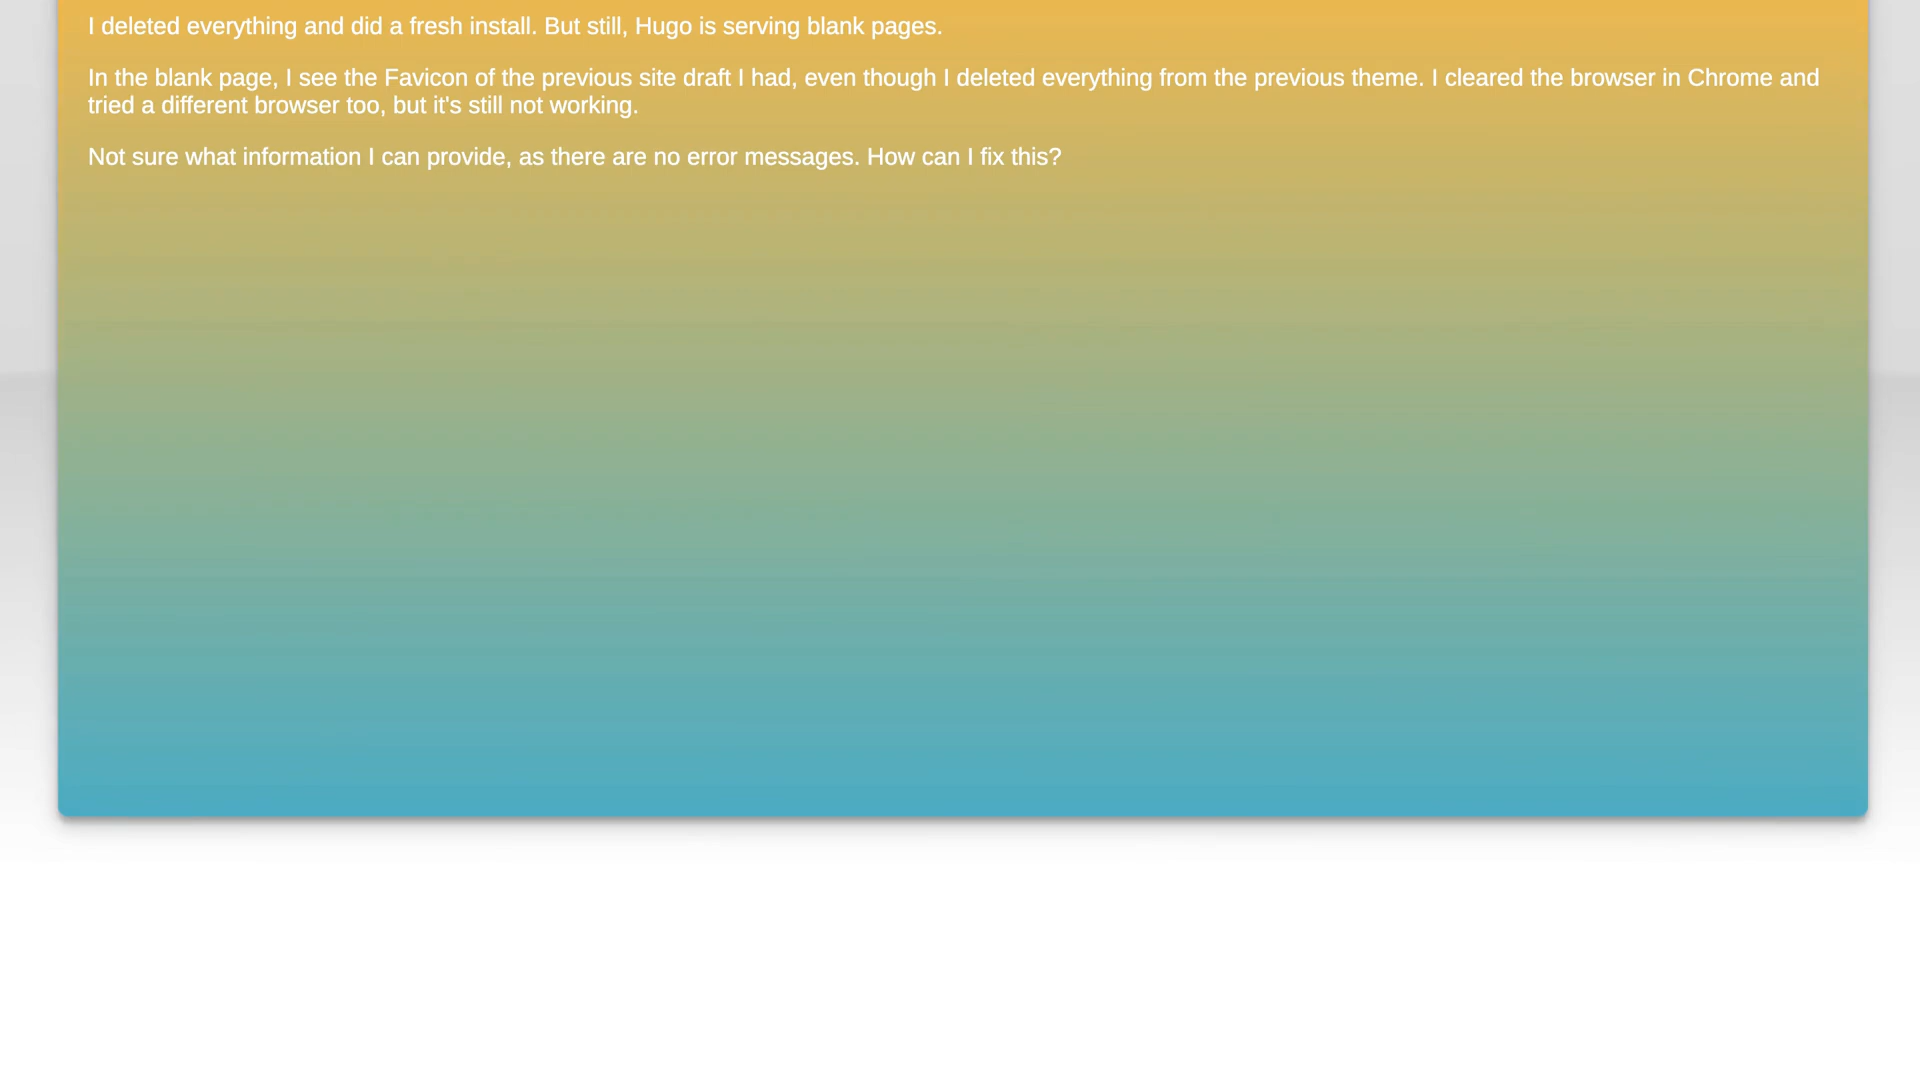 I deleted everything and did a fresh install. But still, Hugo is serving blank pages.
In the blank page, I see the Favicon of the previous site draft I had, even though I deleted everything from the previous theme. I cleared the browser in Chrome and
tried a different browser too, but it's still not working.
Not sure what information I can provide, as there are no error messages. How can I fix this?